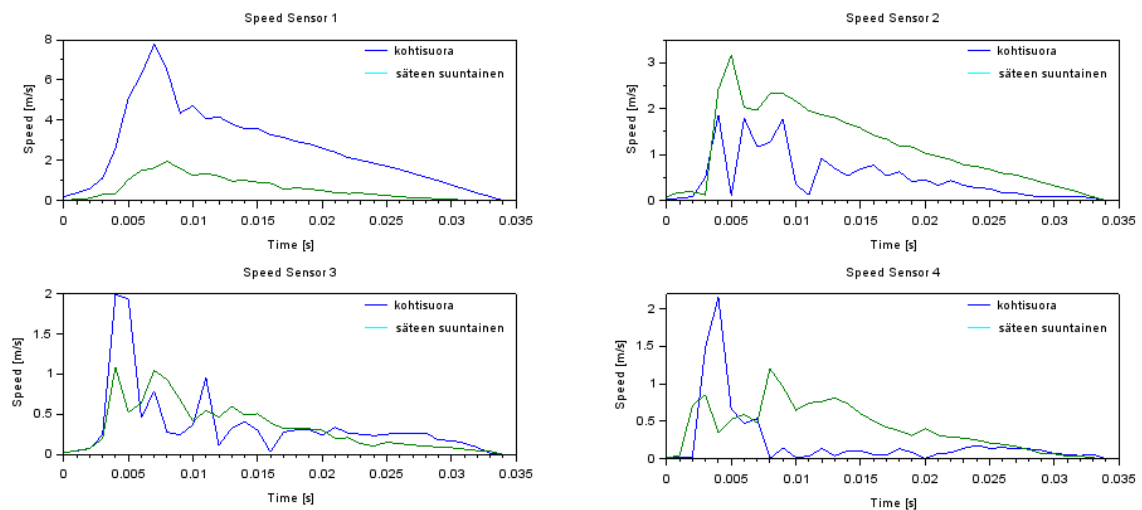 Speed Sensor 1
8
6
4
2
0
Speed [m/s]
kohtisuora
säteen suuntainen
0 0.005 0.01 0.015 0.02 0.025 0.03 0.035
Time [s]
Speed Sensor 2
3
2
1
0
Speed [m/s]
kohtisuora
säteen suuntainen
0 0.005 0.01 0.015 0.02 0.025 0.03 0.035
Time [s]
Speed Sensor 3
2
1.5
1
0.5
0
Speed [m/s]
kohtisuora
säteen suuntainen
0 0.005 0.01 0.015 0.02 0.025 0.03 0.035
Time [s]
Speed Sensor 4
2
1.5
1
0.5
0
Speed [m/s]
kohtisuora
säteen suuntainen
0 0.005 0.01 0.015 0.02 0.025 0.03 0.035
Time [s]